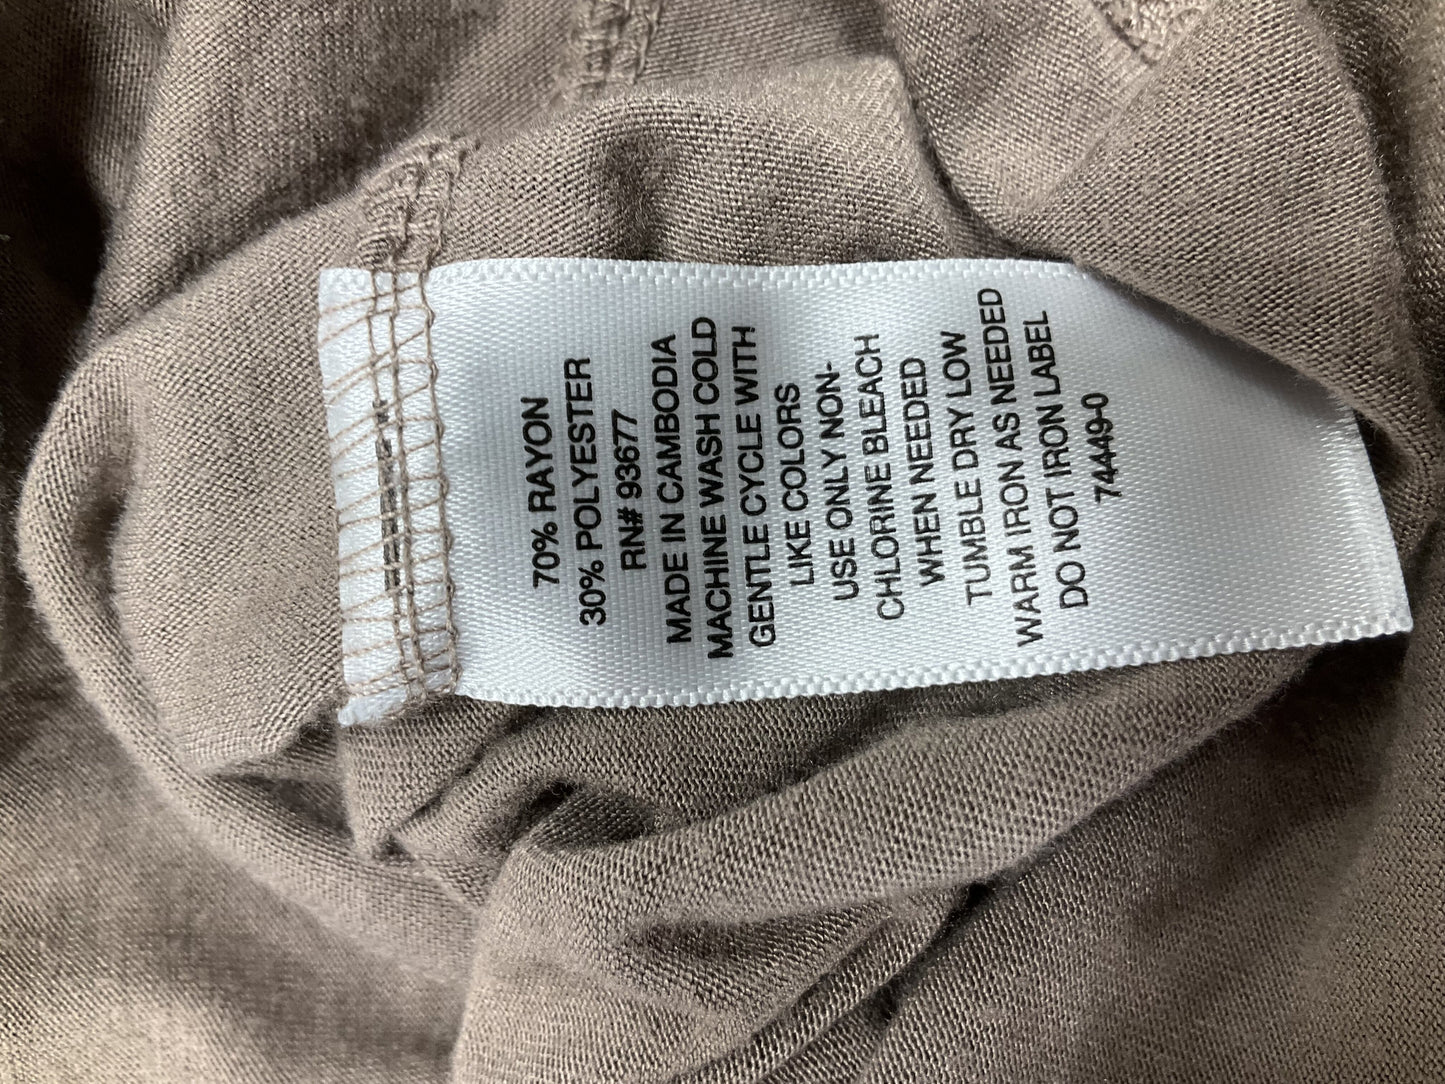 70% RAYON
30% POLYESTER
RN# 93677
MADE IN CAMBODIA
MACHINE WASH COLD
GENTLE CYCLE WITH
LIKE COLORS
USE ONLY NON-
CHLORINE BLEACH
WHEN NEEDED
TUMBLE DRY LOW
WARM IRON AS NEEDED
DO NOT IRON LABEL
74449-0